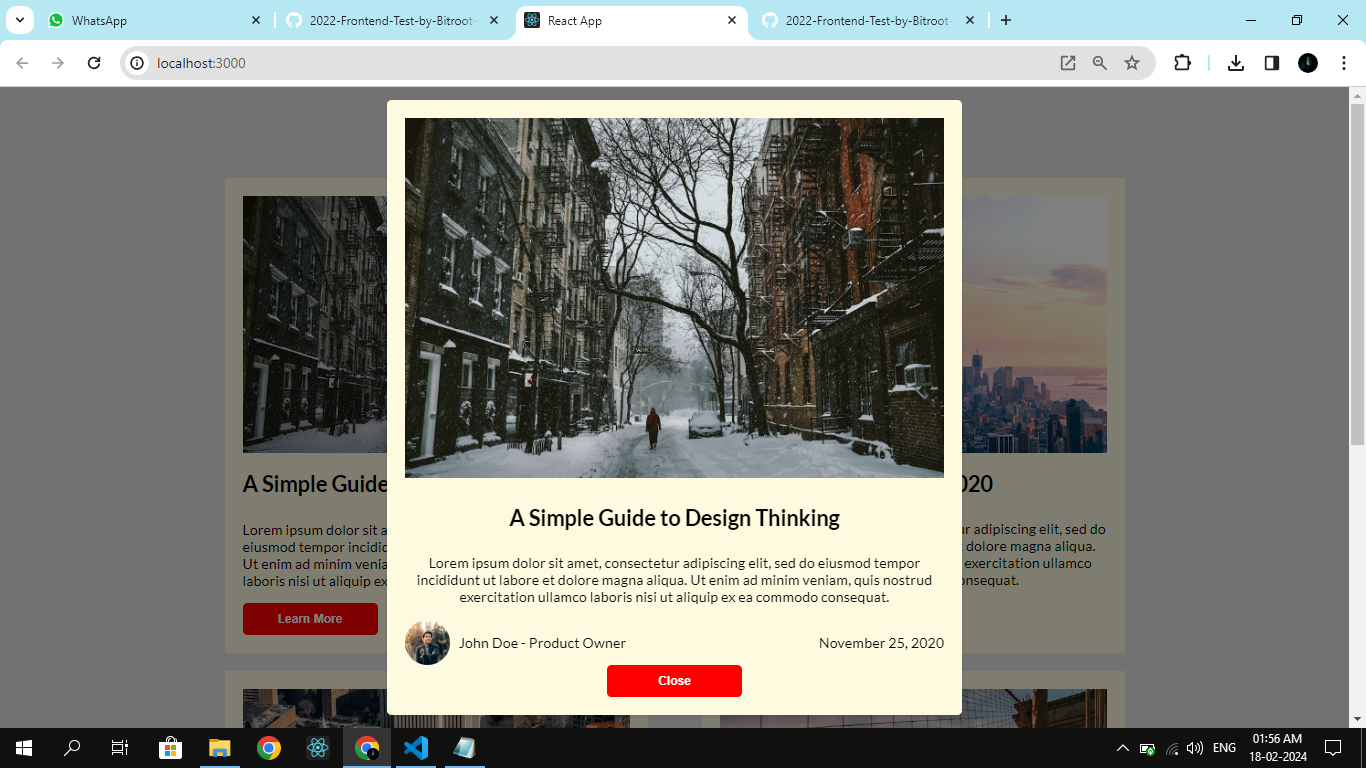 WhatsApp
2022-Frontend-Test-by-Bitroot-
React App
2022-Frontend-Test-by-Bitroot-
localhost:3000
A Simple Guide to Design Thinking
Lorem ipsum dolor sit amet, consectetur adipiscing elit, sed do eiusmod tempor
incididunt ut labore et dolore magna aliqua. Ut enim ad minim veniam, quis nostrud
exercitation ullamco laboris nisi ut aliquip ex ea commodo consequat.
John Doe - Product Owner
November 25, 2020
Close
A Simple Guide
Lorem ipsum dolor sit a
eiusmod tempor incidid
Ut enim ad minim venia
laboris nisi ut aliquip ex
Learn More
020
ur adipiscing elit, sed do
t dolore magna aliqua.
exercitation ullamco
onsequat.
ENG
01:56 AM
18-02-2024